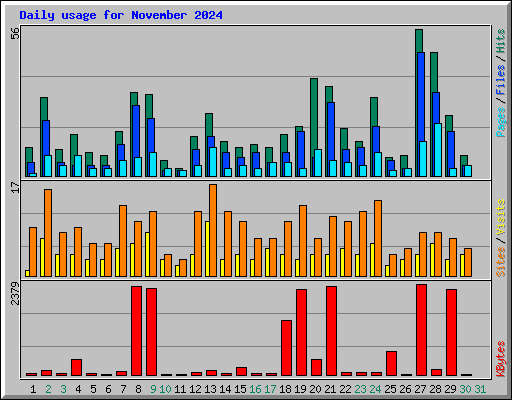 Daily usage for November 2024
56
Pages / Files / Hits
17
Sites / Visits
2379
KBytes
1 2 3 4 5 6 7 8 9 10 11 12 13 14 15 16 17 18 19 20 21 22 23 24 25 26 27 28 29 30 31